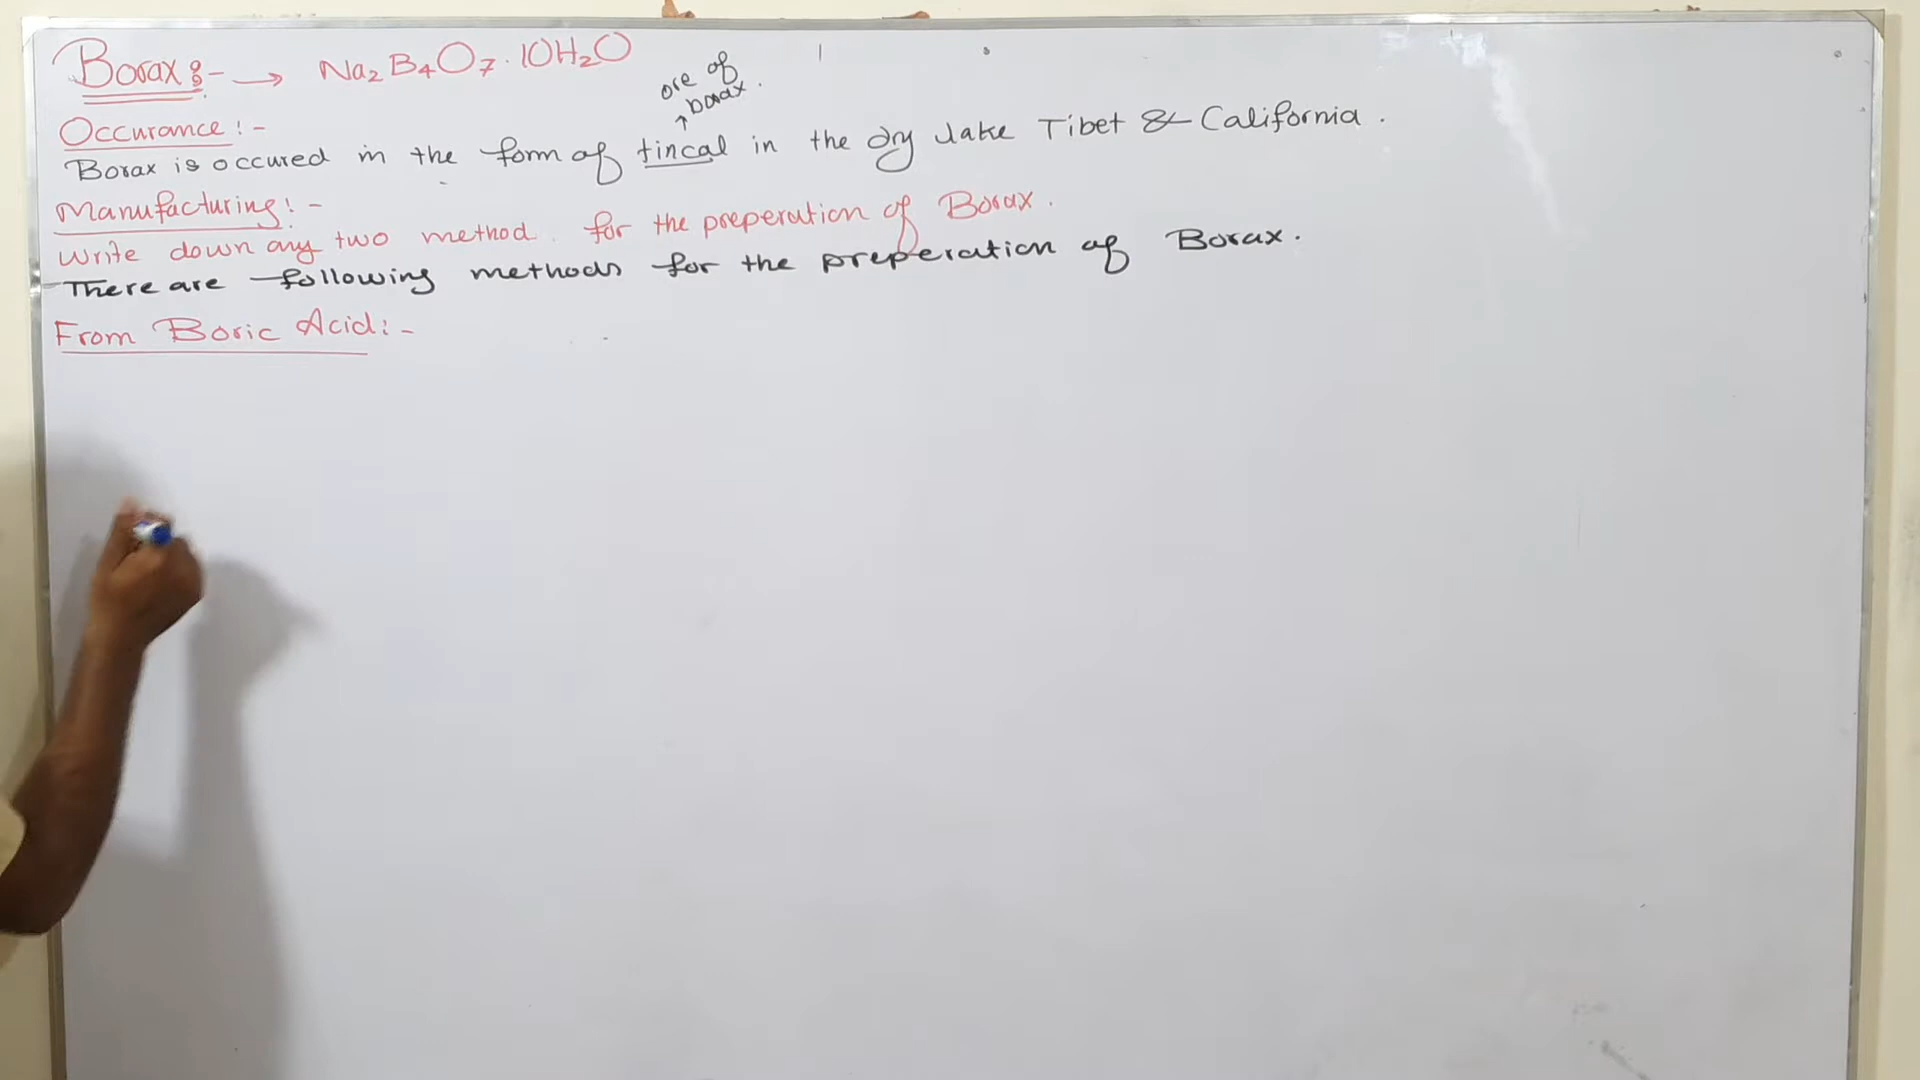 Borax :- → Na2B4O7·10H2O
ore of
borax.
↑
Occurance :-
Borax is occured in the form of tincal in the dry lake Tibet & California.
Manufacturing :-
Write down any two method for the preperation of Borax.
There are following methods for the preperation of Borax.
From Boric Acid :-